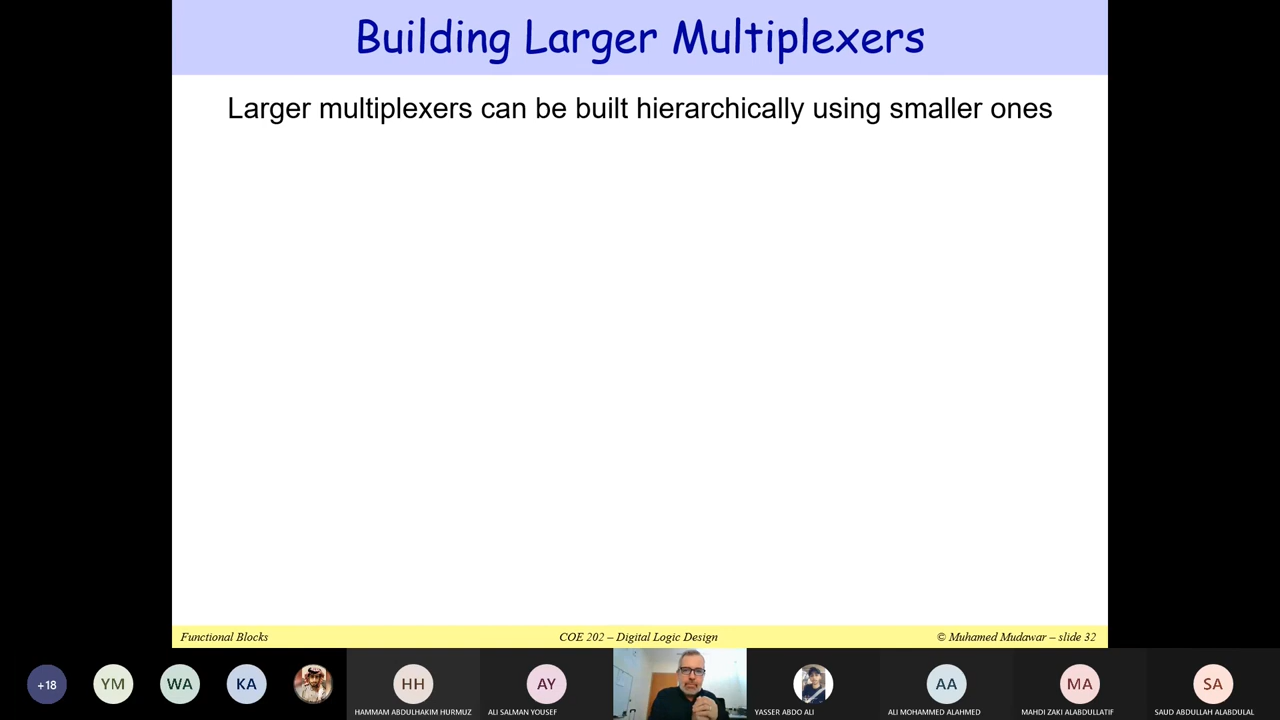 Building Larger Multiplexers
Larger multiplexers can be built hierarchically using smaller ones
Functional Blocks
COE 202 – Digital Logic Design
© Muhamed Mudawar – slide 32
+18
YM
WA
KA
HH
AY
AA
MA
SA
HAMMAM ABDULHAKIM HURMUZ
ALI SALMAN YOUSEF
YASSER ABDO ALI
ALI MOHAMMED ALAHMED
MAHDI ZAKI ALABDULLATIF
SAUD ABDULLAH ALABDULAL